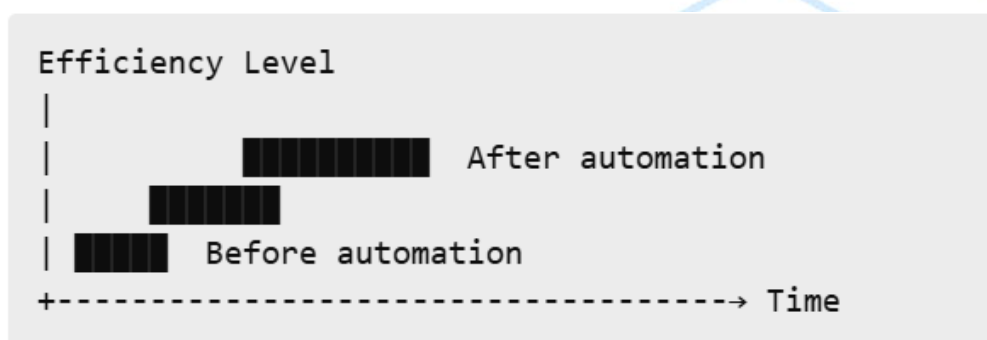 Efficiency Level
|
|          ██████████  After automation
|     ███████
| █████  Before automation
+------------------------------------→ Time